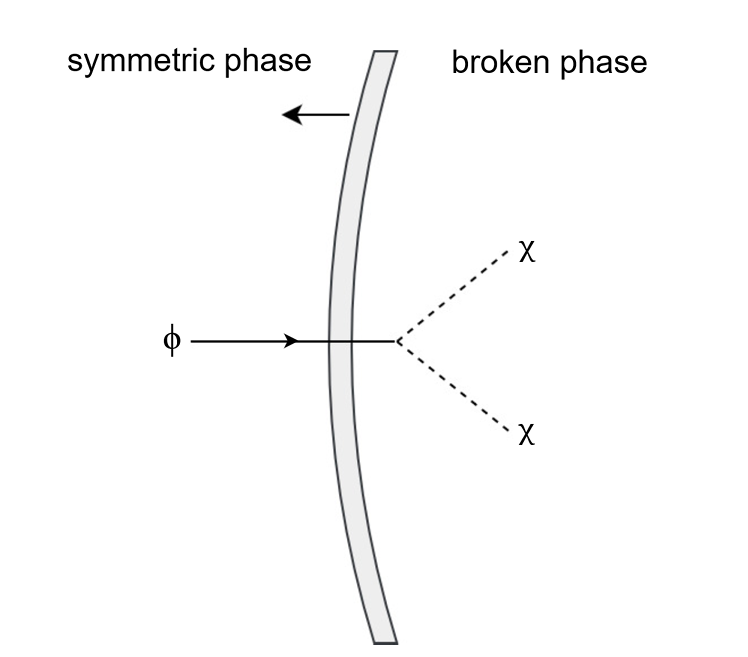 symmetric phase
broken phase
χ
ϕ
χ